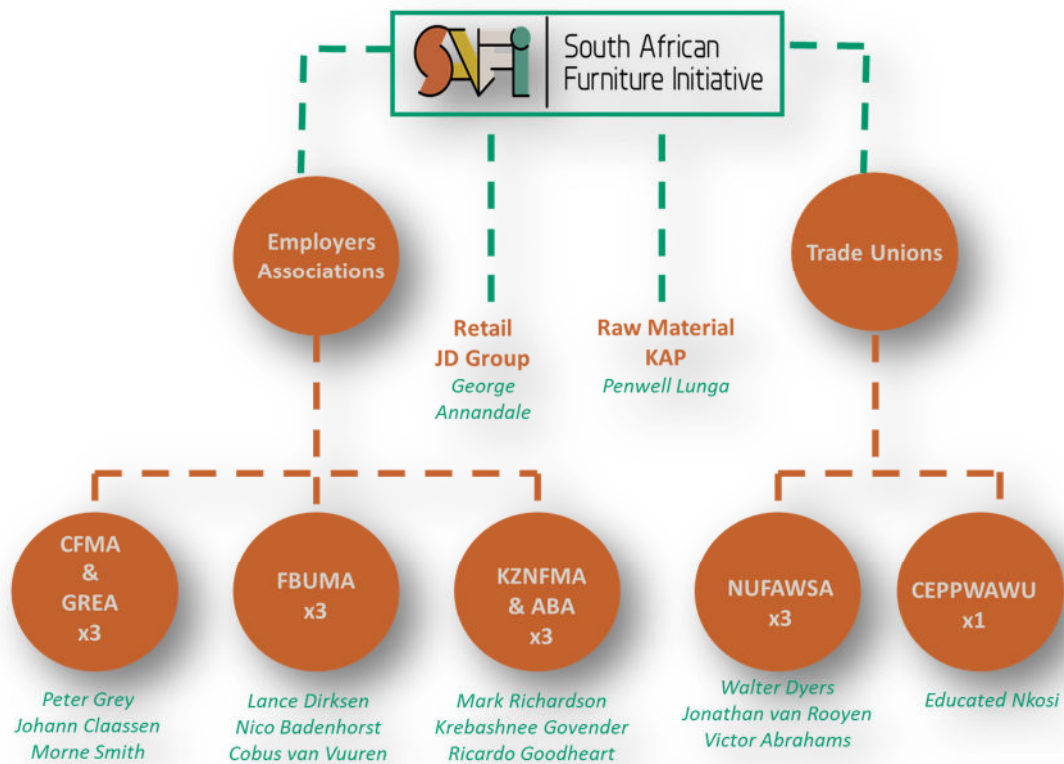 SAFI
South African
Furniture Initiative
Employers
Associations
Trade Unions
Retail
JD Group
George
Annandale
Raw Material
KAP
Penwell Lunga
CFMA
&
GREA
x3
FBUMA
x3
KZNFMA
& ABA
x3
NUFAWSA
x3
CEPPWAWU
x1
Peter Grey
Johann Claassen
Morne Smith
Lance Dirksen
Nico Badenhorst
Cobus van Vuuren
Mark Richardson
Krebashnee Govender
Ricardo Goodheart
Walter Dyers
Jonathan van Rooyen
Victor Abrahams
Educated Nkosi